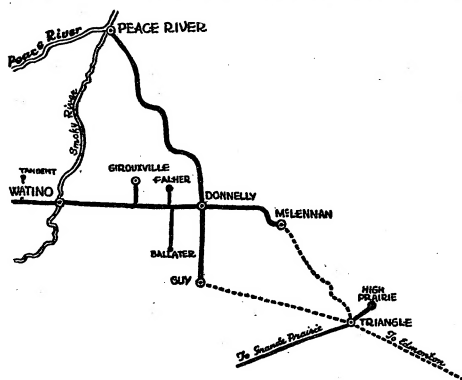 PEACE RIVER
Peace River
Smoky River
TANGENT
GIROUXVILLE
FALHER
WATINO
DONNELLY
McLENNAN
BALLATER
GUY
HIGH
PRAIRIE
TRIANGLE
To Grande Prairie
To Edmonton